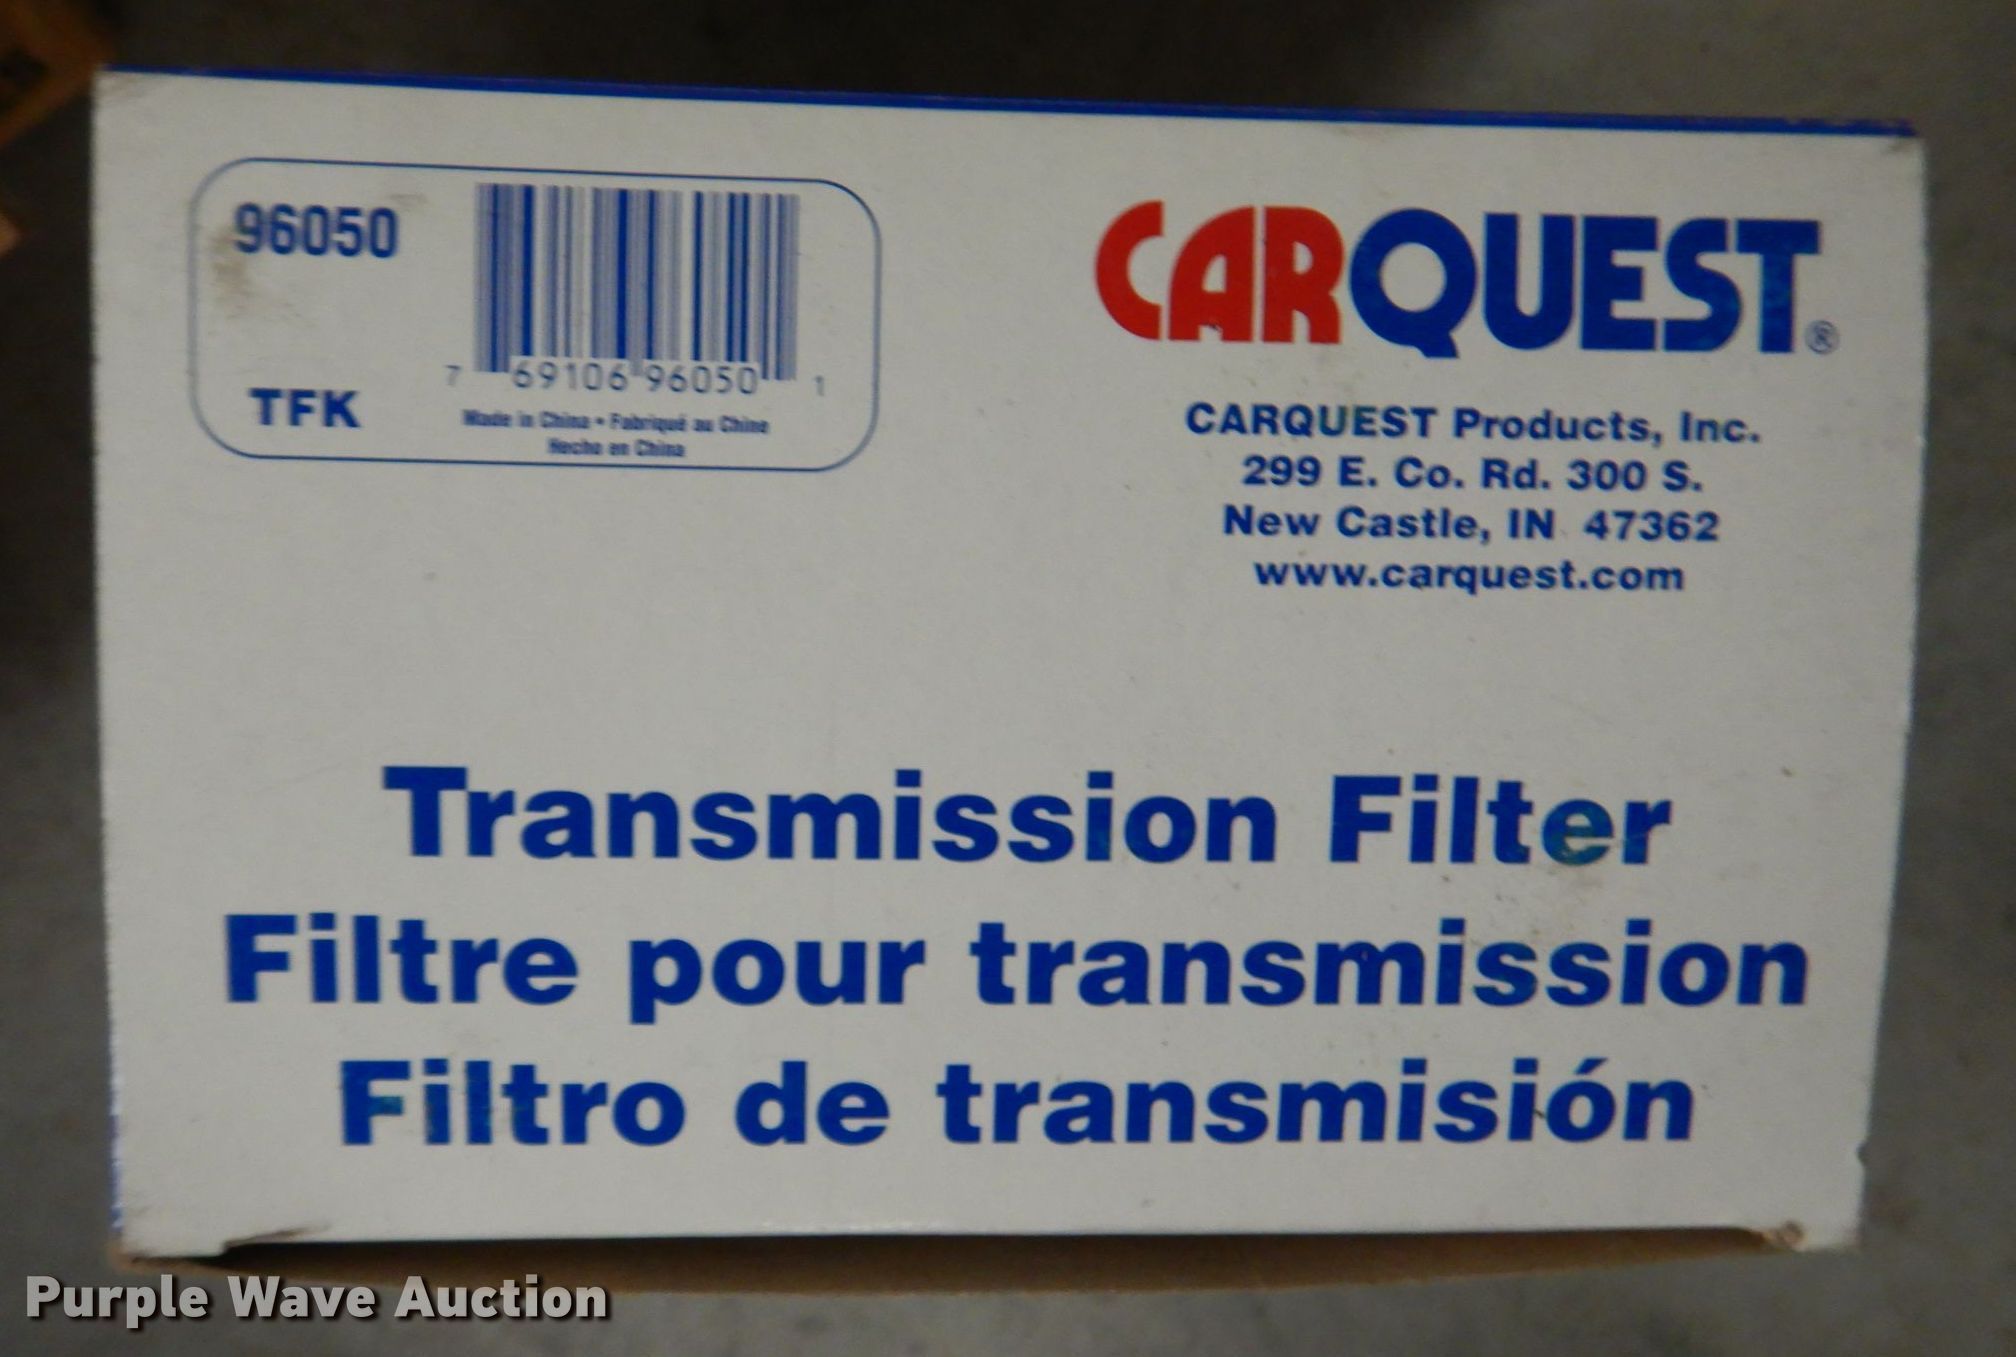 96050
7 69106 96050 1
TFK
Made in China • Fabriqué au Chine
Hecho en China
CARQUEST®
CARQUEST Products, Inc.
299 E. Co. Rd. 300 S.
New Castle, IN 47362
www.carquest.com
Transmission Filter
Filtre pour transmission
Filtro de transmisión
Purple Wave Auction